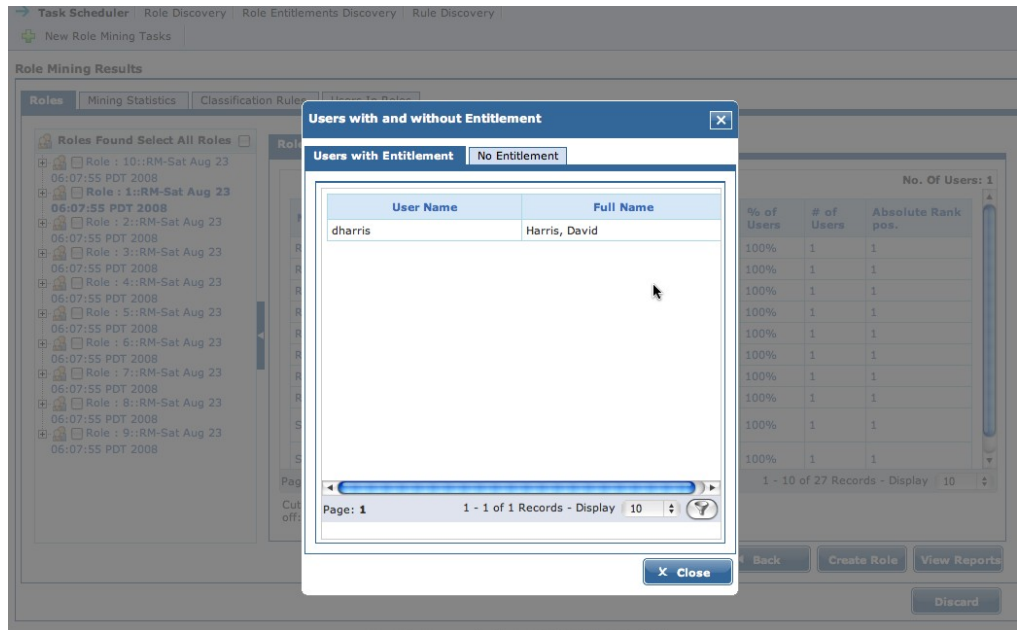 Task Scheduler Role Discovery Role Entitlements Discovery Rule Discovery
New Role Mining Tasks
Role Mining Results
Roles Mining Statistics Classification Rules Users In Roles
Users with and without Entitlement
Users with Entitlement No Entitlement
Roles Found Select All Roles
Role : 10::RM-Sat Aug 23
06:07:55 PDT 2008
Role : 1::RM-Sat Aug 23
06:07:55 PDT 2008
Role : 2::RM-Sat Aug 23
06:07:55 PDT 2008
Role : 3::RM-Sat Aug 23
06:07:55 PDT 2008
Role : 4::RM-Sat Aug 23
06:07:55 PDT 2008
Role : 5::RM-Sat Aug 23
06:07:55 PDT 2008
Role : 6::RM-Sat Aug 23
06:07:55 PDT 2008
Role : 7::RM-Sat Aug 23
06:07:55 PDT 2008
Role : 8::RM-Sat Aug 23
06:07:55 PDT 2008
Role : 9::RM-Sat Aug 23
06:07:55 PDT 2008
User Name Full Name
dharris Harris, David
Page: 1 1 - 1 of 1 Records - Display 10
X Close
No. Of Users: 1
% of Users # of Users Absolute Rank pos.
100% 1 1
100% 1 1
100% 1 1
100% 1 1
100% 1 1
100% 1 1
100% 1 1
100% 1 1
100% 1 1
100% 1 1
1 - 10 of 27 Records - Display 10
Back Create Role View Reports
Discard